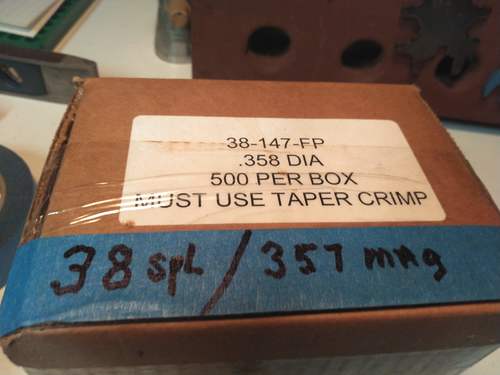 38-147-FP
.358 DIA
500 PER BOX
MUST USE TAPER CRIMP
38 SpL / 357 mag